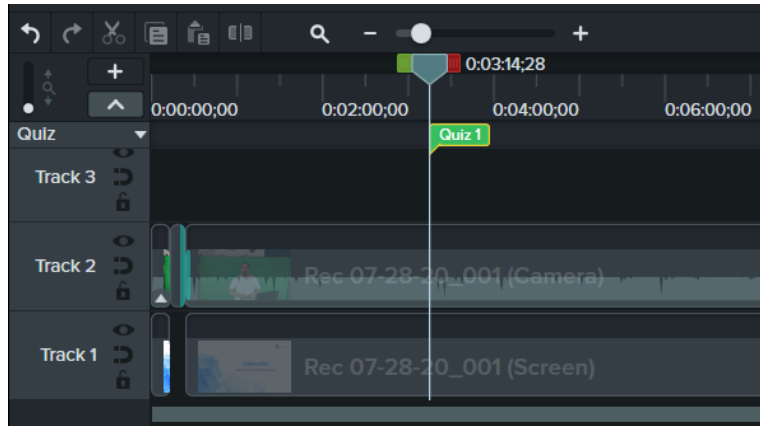 0:03:14;28
0:00:00;00 0:02:00;00 0:04:00;00 0:06:00;00
Quiz
Quiz 1
Track 3
Track 2
Rec 07-28-20_001 (Camera)
Track 1
Rec 07-28-20_001 (Screen)